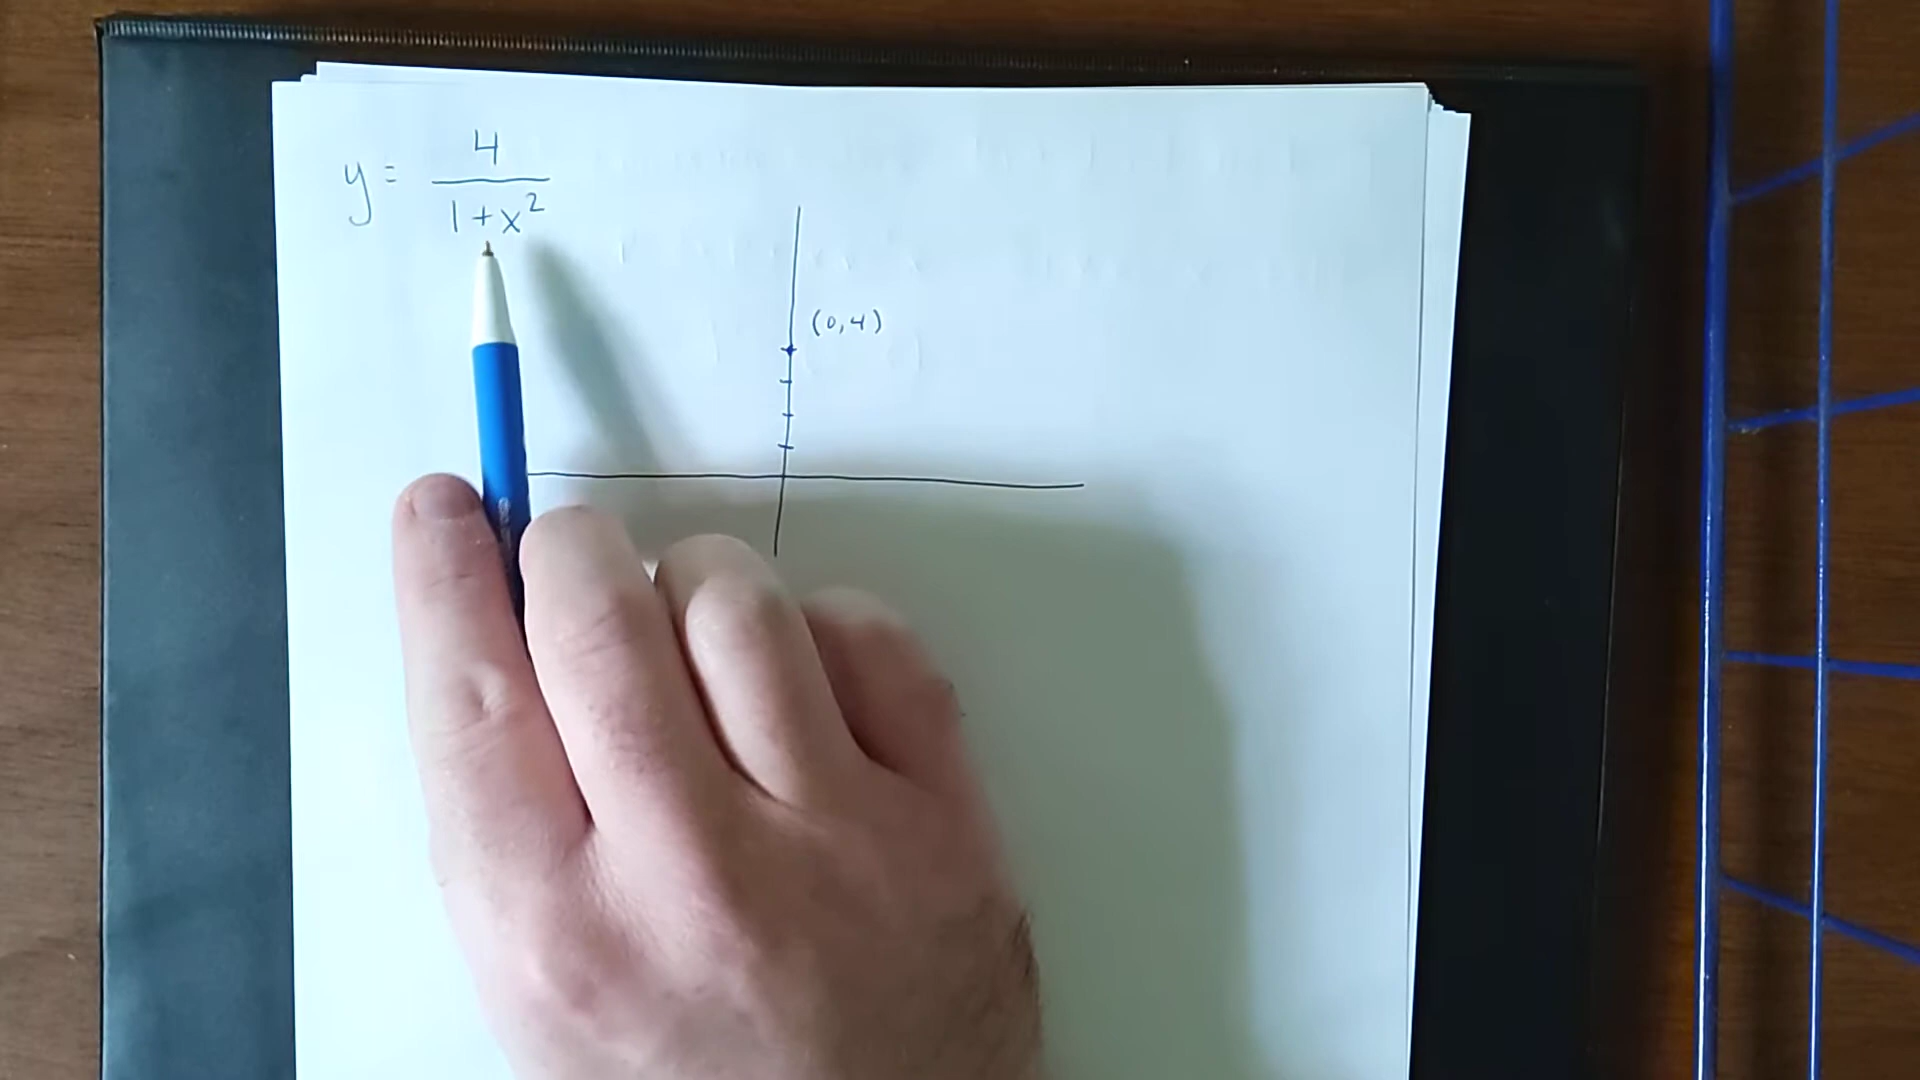 y = 4/(1+x²)
(0,4)